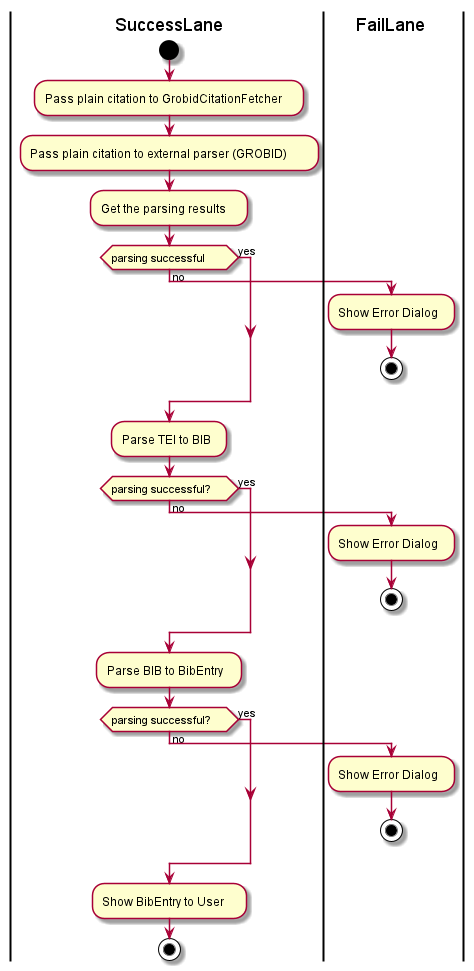 SuccessLane
FailLane
Pass plain citation to GrobidCitationFetcher
Pass plain citation to external parser (GROBID)
Get the parsing results
parsing successful
yes
no
Show Error Dialog
Parse TEI to BIB
parsing successful?
yes
no
Show Error Dialog
Parse BIB to BibEntry
parsing successful?
yes
no
Show Error Dialog
Show BibEntry to User